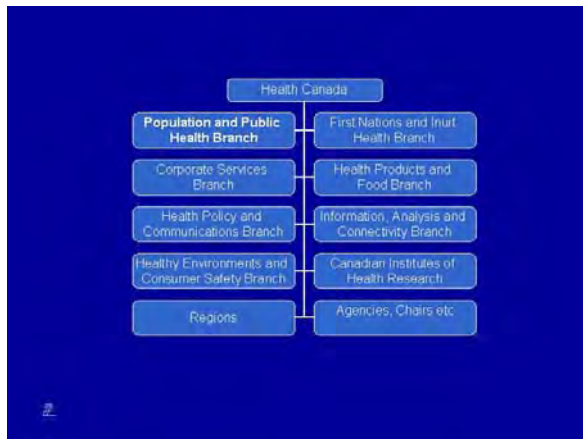 Health Canada
Population and Public
Health Branch
First Nations and Inuit
Health Branch
Corporate Services
Branch
Health Products and
Food Branch
Health Policy and
Communications Branch
Information, Analysis and
Connectivity Branch
Healthy Environments and
Consumer Safety Branch
Canadian Institutes of
Health Research
Regions
Agencies, Chairs etc